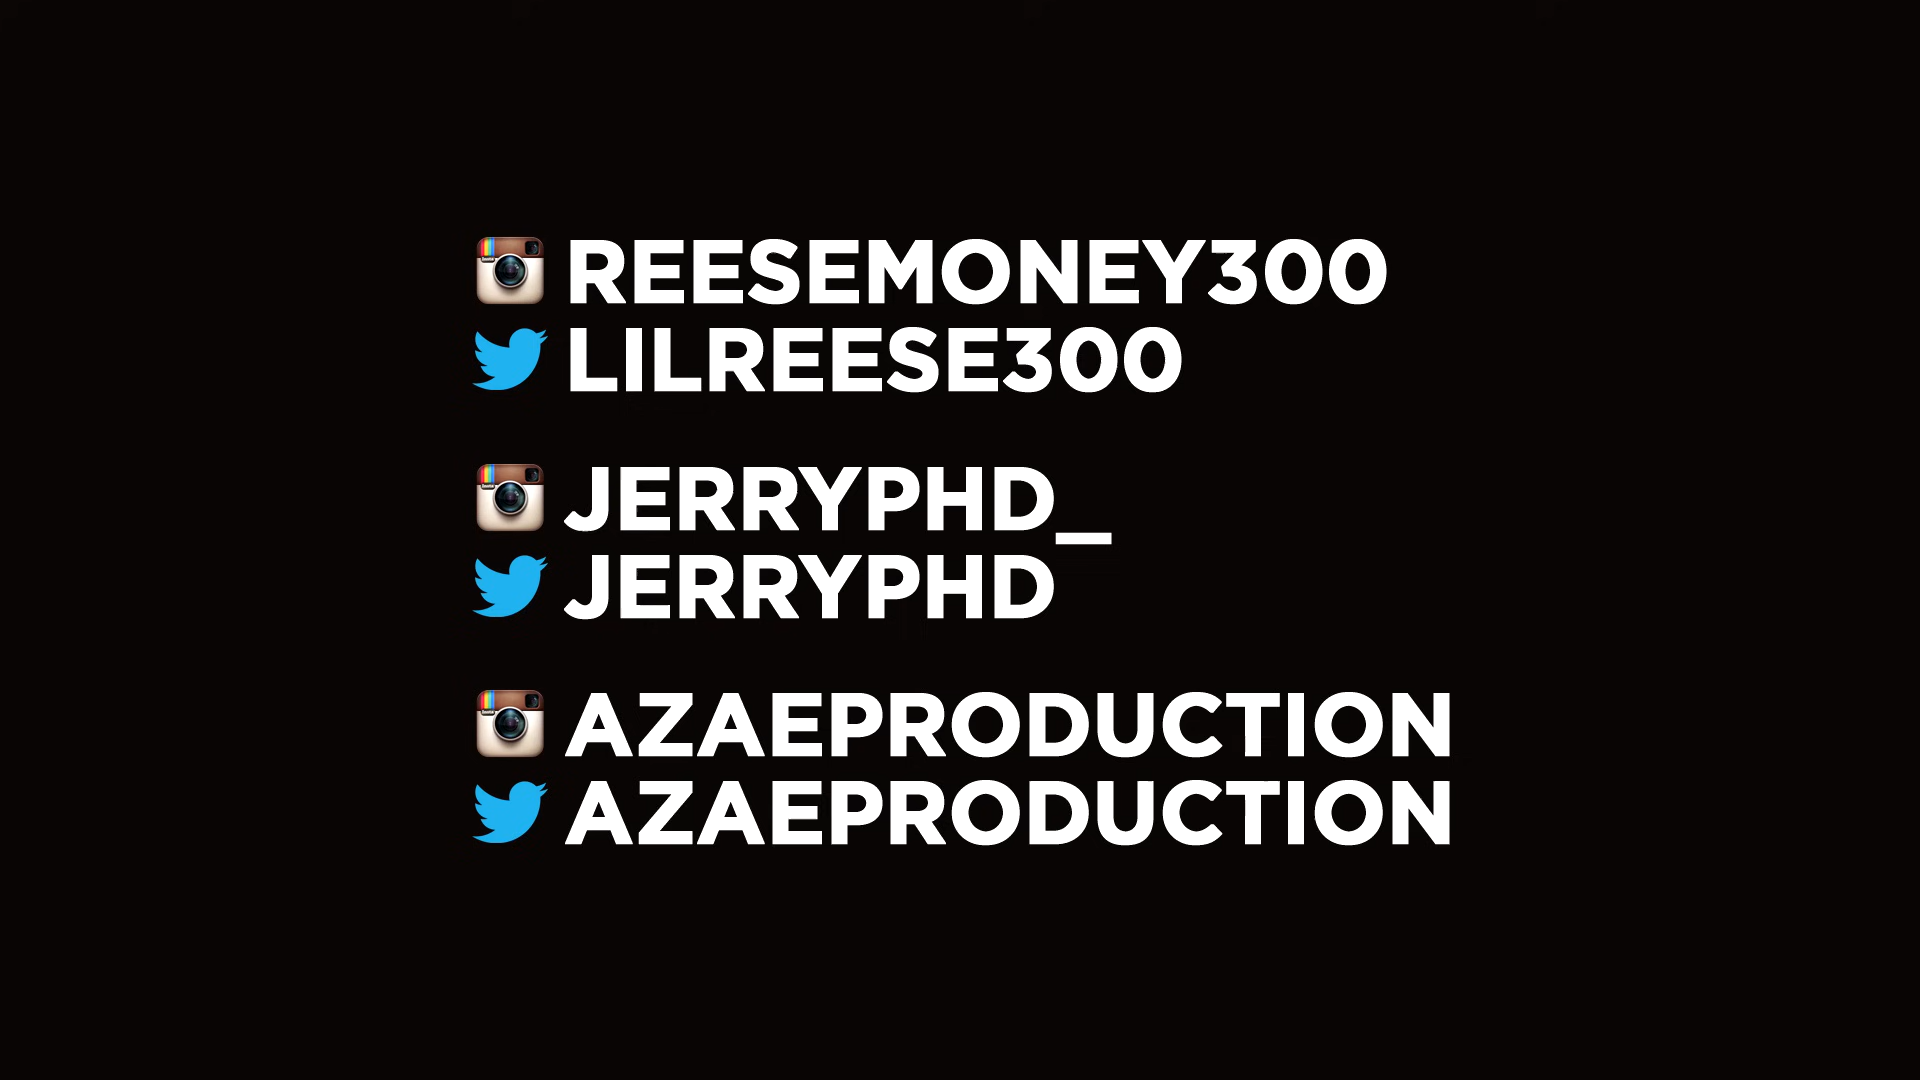 REESEMONEY300
LILREESE300
JERRYPHD_
JERRYPHD
AZAEPRODUCTION
AZAEPRODUCTION